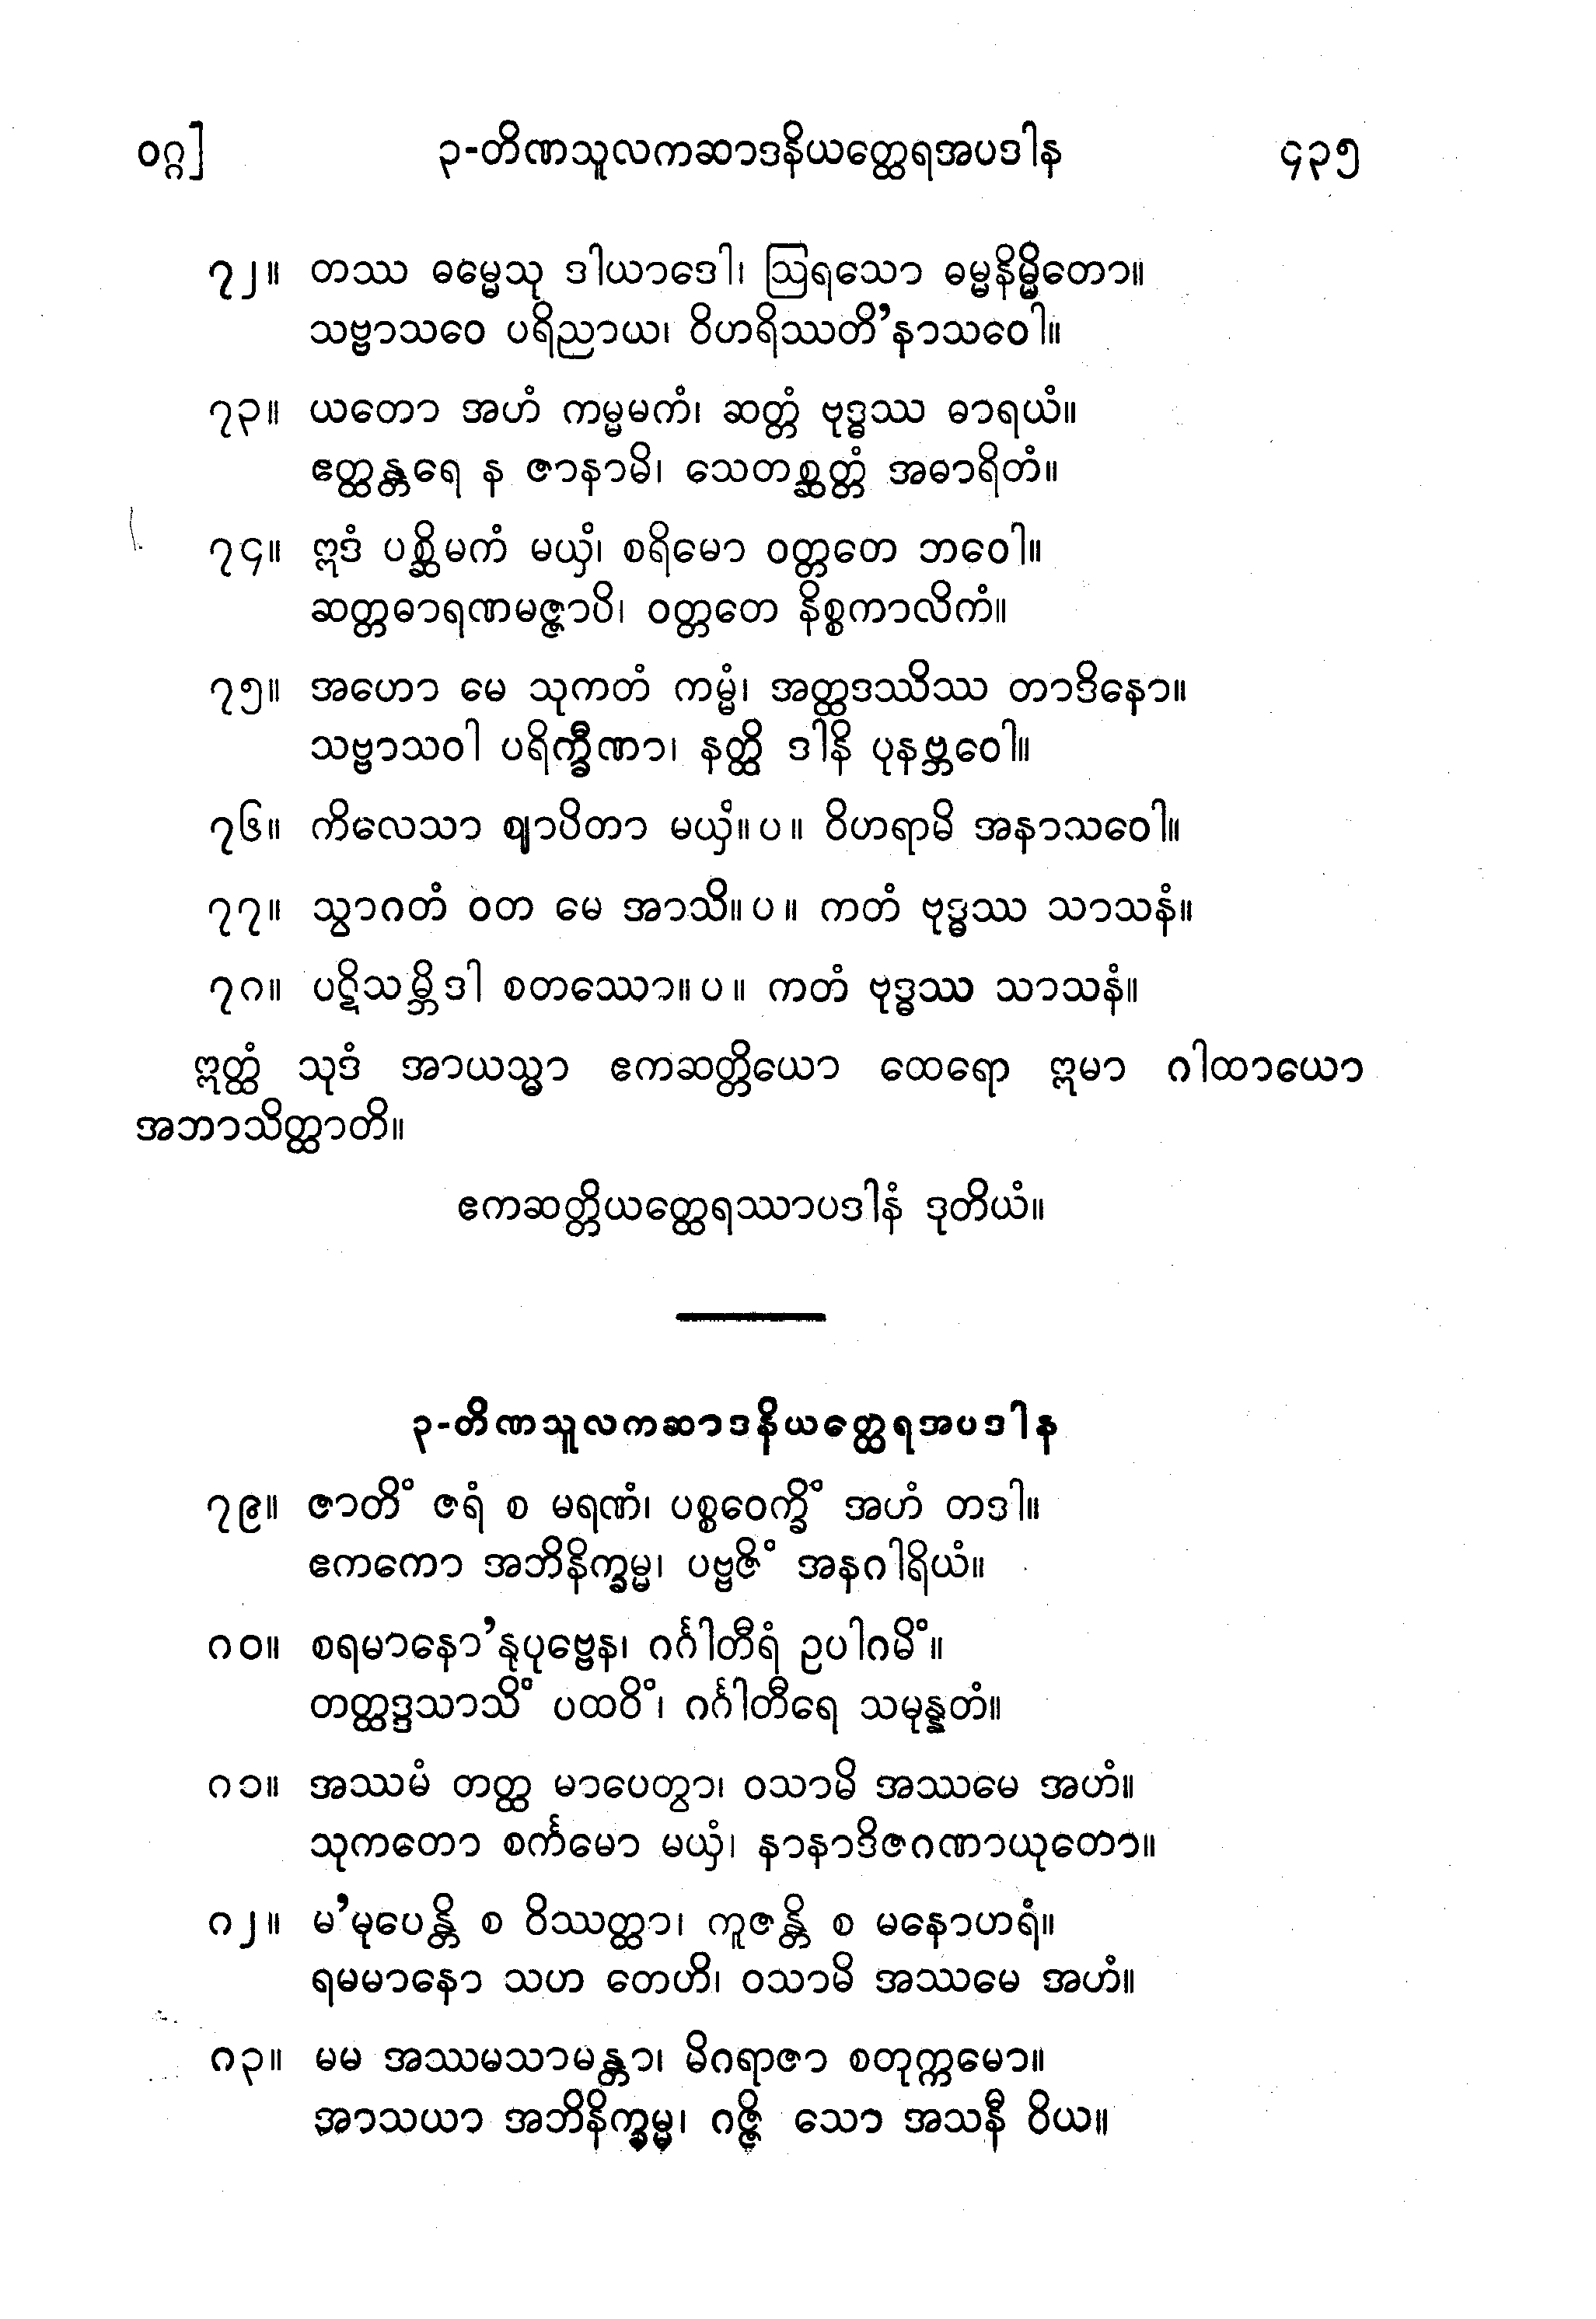 ဝဂ္ဂ] ၃-တိဏသူလကဆာဒနိယတ္ထေရအပဒါန ၄၃၅
၇၂။ တဿ ဓမ္မေသု ဒါယာဒေါ၊ ဩရသော ဓမ္မနိမ္မိတော။
သဗ္ဗာသဝေ ပရိညာယ၊ ဝိဟရိဿတိ’နာသဝေါ။
၇၃။ ယတော အဟံ ကမ္မမကံ၊ ဆတ္တံ ဗုဒ္ဓဿ ဓာရယံ။
ဧတ္ထန္တရေ န ဇာနာမိ၊ သေတစ္ဆတ္တံ အဓာရိတံ။
၇၄။ ဣဒံ ပစ္ဆိမကံ မယှံ၊ စရိမော ဝတ္တတေ ဘဝေါ။
ဆတ္တဓာရဏမဇ္ဇာပိ၊ ဝတ္တတေ နိစ္စကာလိကံ။
၇၅။ အဟော မေ သုကတံ ကမ္မံ၊ အတ္ထဒဿိဿ တာဒိနော။
သဗ္ဗာသဝါ ပရိက္ခီဏာ၊ နတ္ထိ ဒါနိ ပုနဗ္ဘဝေါ။
၇၆။ ကိလေသာ ဈာပိတာ မယှံ။ပ။ ဝိဟရာမိ အနာသဝေါ။
၇၇။ သွာဂတံ ဝတ မေ အာသိ။ပ။ ကတံ ဗုဒ္ဓဿ သာသနံ။
၇၈။ ပဋိသမ္ဘိဒါ စတဿော။ပ။ ကတံ ဗုဒ္ဓဿ သာသနံ။
ဣတ္ထံ သုဒံ အာယသ္မာ ဧကဆတ္တိယော ထေရော ဣမာ ဂါထာယော
အဘာသိတ္ထာတိ။
ဧကဆတ္တိယတ္ထေရဿာပဒါနံ ဒုတိယံ။
၃-တိဏသူလကဆာဒနိယတ္ထေရအပဒါန
၇၉။ ဇာတိံ ဇရံ စ မရဏံ၊ ပစ္စဝေက္ခိံ အဟံ တဒါ။
ဧကကော အဘိနိက္ခမ္မ၊ ပဗ္ဗဇိံ အနဂါရိယံ။
၈၀။ စရမာနော’နုပုဗ္ဗေန၊ ဂင်္ဂါတီရံ ဥပါဂမိံ။
တတ္ထဒ္ဒသာသိံ ပထဝိံ၊ ဂင်္ဂါတီရေ သမုန္နတံ။
၈၁။ အဿမံ တတ္ထ မာပေတွာ၊ ဝသာမိ အဿမေ အဟံ။
သုကတော စင်္ကမော မယှံ၊ နာနာဒိဇဂဏာယုတော။
၈၂။ မ’မုပေန္တိ စ ဝိဿတ္ထာ၊ ကူဇန္တိ စ မနောဟရံ။
ရမမာနော သဟ တေဟိ၊ ဝသာမိ အဿမေ အဟံ။
၈၃။ မမ အဿမသာမန္တာ၊ မိဂရာဇာ စတုက္ကမော။
အာသယာ အဘိနိက္ခမ္မ၊ ဂဇ္ဇိ သော အသနီ ဝိယ။